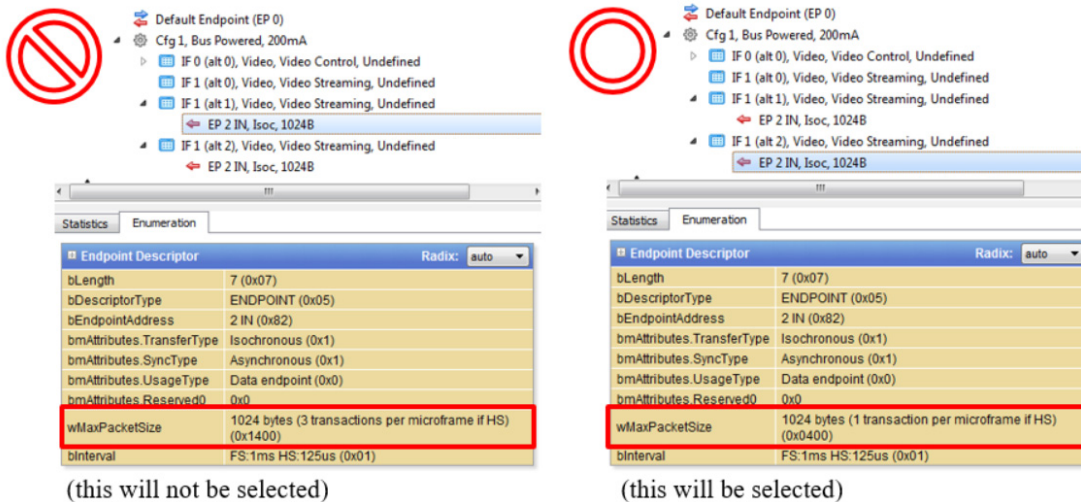 Default Endpoint (EP 0)
Cfg 1, Bus Powered, 200mA
IF 0 (alt 0), Video, Video Control, Undefined
IF 1 (alt 0), Video, Video Streaming, Undefined
IF 1 (alt 1), Video, Video Streaming, Undefined
EP 2 IN, Isoc, 1024B
IF 1 (alt 2), Video, Video Streaming, Undefined
EP 2 IN, Isoc, 1024B
Statistics Enumeration
Endpoint Descriptor Radix: auto
bLength 7 (0x07)
bDescriptorType ENDPOINT (0x05)
bEndpointAddress 2 IN (0x82)
bmAttributes.TransferType Isochronous (0x1)
bmAttributes.SyncType Asynchronous (0x1)
bmAttributes.UsageType Data endpoint (0x0)
bmAttributes.Reserved0 0x0
wMaxPacketSize 1024 bytes (3 transactions per microframe if HS)
(0x1400)
bInterval FS:1ms HS:125us (0x01)
(this will not be selected)
Default Endpoint (EP 0)
Cfg 1, Bus Powered, 200mA
IF 0 (alt 0), Video, Video Control, Undefined
IF 1 (alt 0), Video, Video Streaming, Undefined
IF 1 (alt 1), Video, Video Streaming, Undefined
EP 2 IN, Isoc, 1024B
IF 1 (alt 2), Video, Video Streaming, Undefined
EP 2 IN, Isoc, 1024B
Statistics Enumeration
Endpoint Descriptor Radix: auto
bLength 7 (0x07)
bDescriptorType ENDPOINT (0x05)
bEndpointAddress 2 IN (0x82)
bmAttributes.TransferType Isochronous (0x1)
bmAttributes.SyncType Asynchronous (0x1)
bmAttributes.UsageType Data endpoint (0x0)
bmAttributes.Reserved0 0x0
wMaxPacketSize 1024 bytes (1 transaction per microframe if HS)
(0x0400)
bInterval FS:1ms HS:125us (0x01)
(this will be selected)